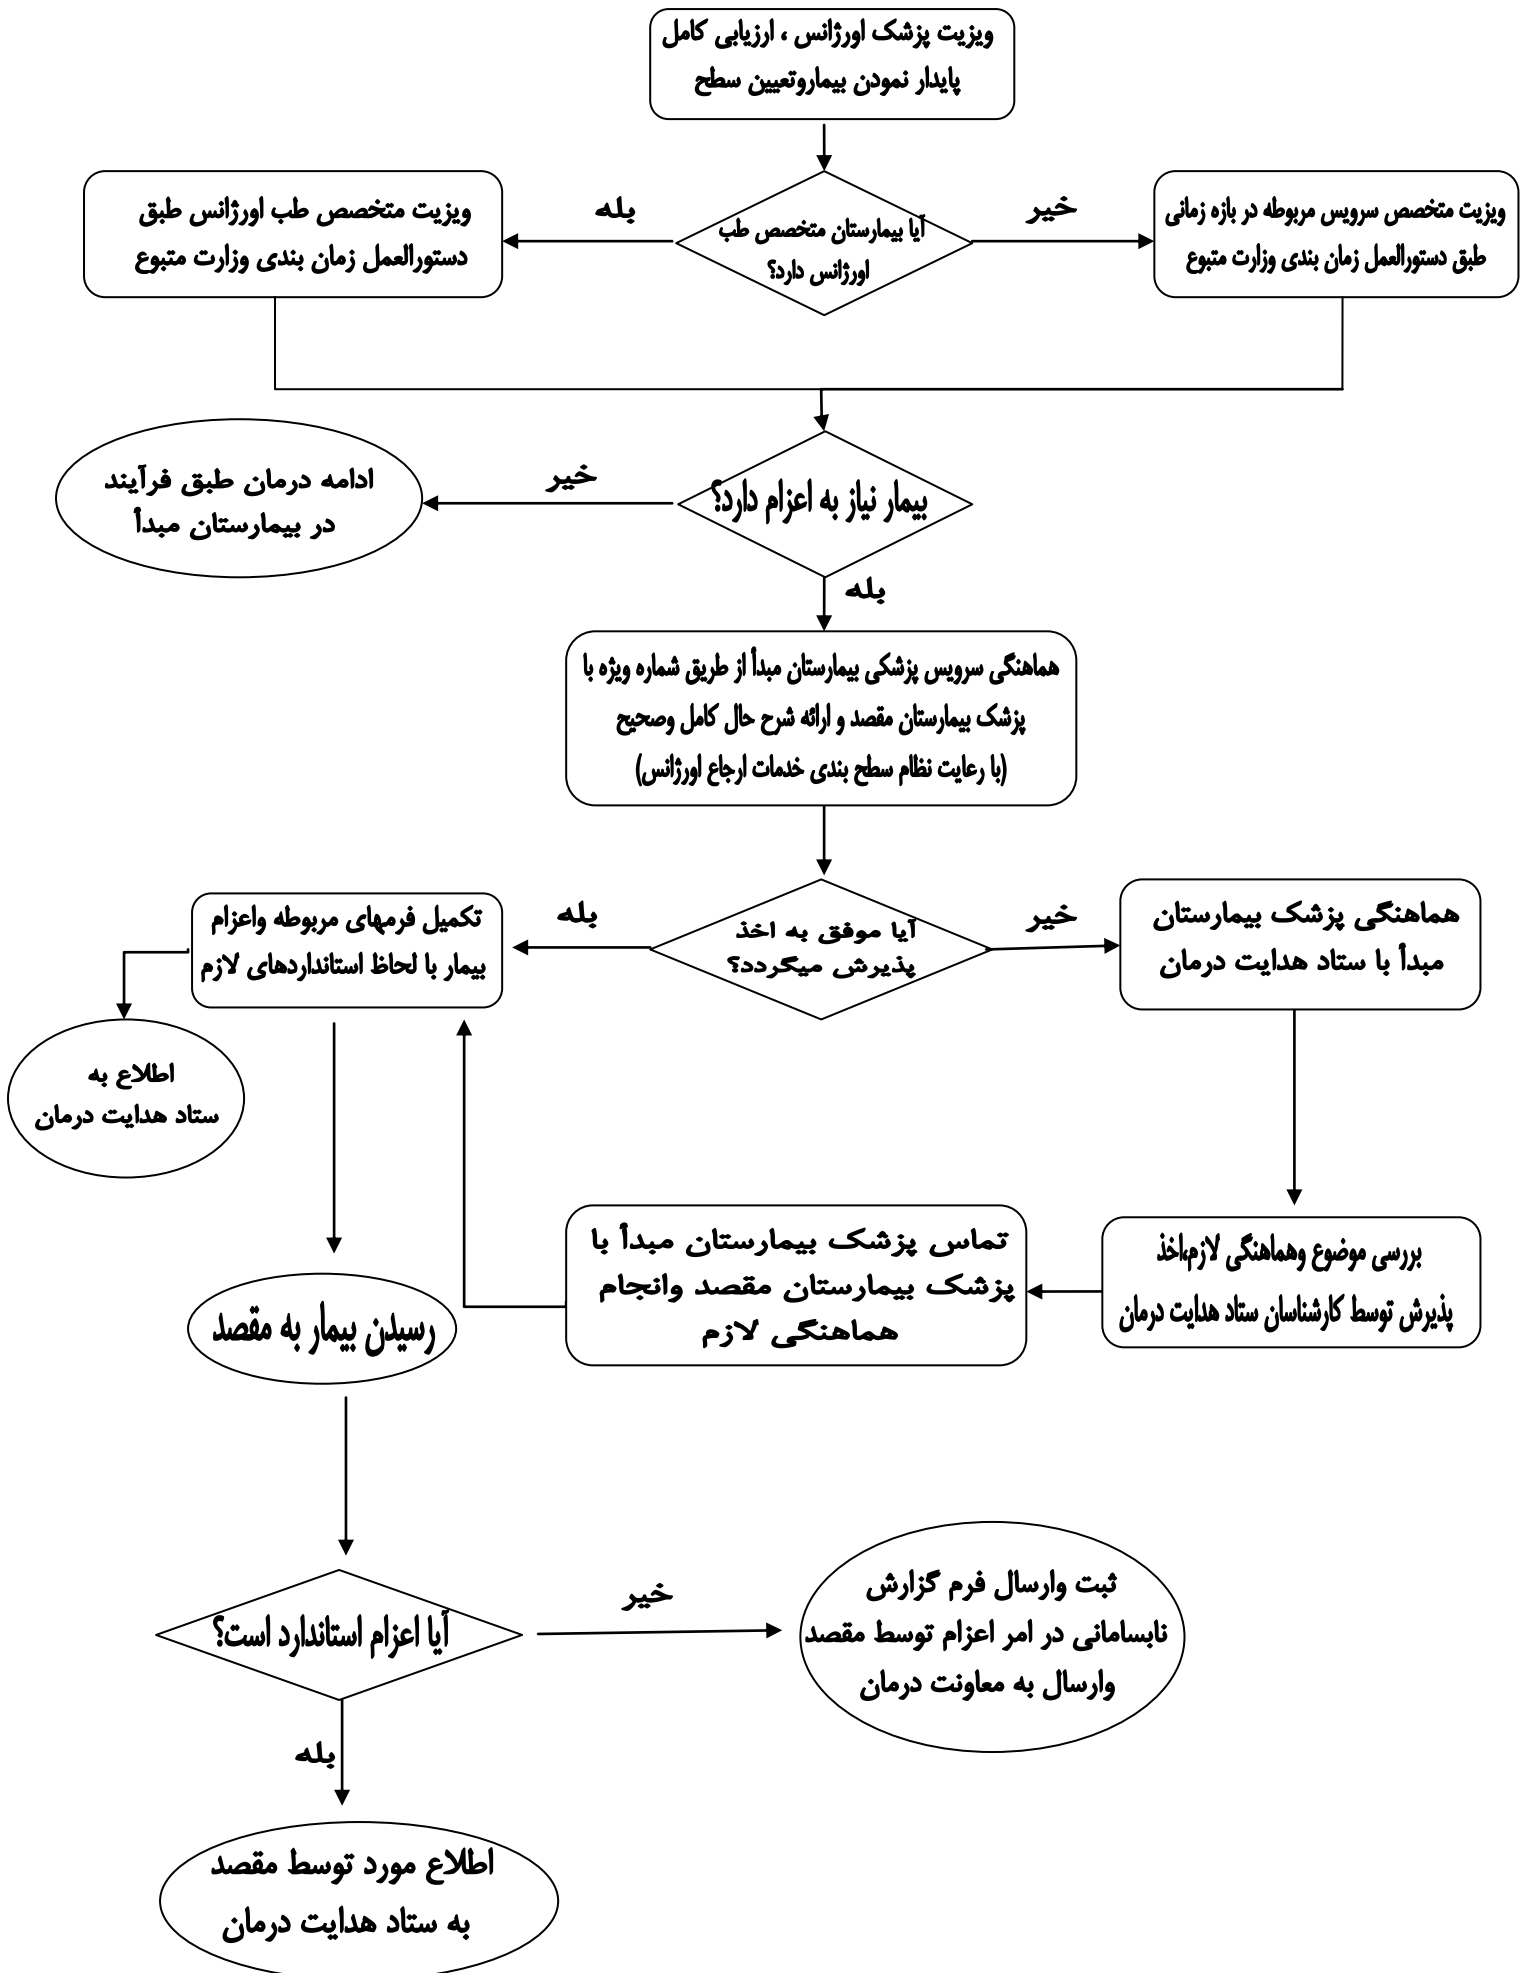 ویزیت پزشک اورژانس ، ارزیابی کامل
پایدار نمودن بیماروتعیین سطح
آیا بیمارستان متخصص طب
اورژانس دارد؟
خیر
ویزیت متخصص سرویس مربوطه در بازه زمانی
طبق دستورالعمل زمان بندی وزارت متبوع
بله
ویزیت متخصص طب اورژانس طبق
دستورالعمل زمان بندی وزارت متبوع
بیمار نیاز به اعزام دارد؟
خیر
ادامه درمان طبق فرآیند
در بیمارستان مبدأ
بله
هماهنگی سرویس پزشکی بیمارستان مبدأ از طریق شماره ویژه با
پزشک بیمارستان مقصد و ارائه شرح حال کامل وصحیح
(با رعایت نظام سطح بندی خدمات ارجاع اورژانس)
آیا موفق به اخذ
پذیرش میگردد؟
خیر
هماهنگی پزشک بیمارستان
مبدأ با ستاد هدایت درمان
بله
تکمیل فرمهای مربوطه واعزام
بیمار با لحاظ استانداردهای لازم
اطلاع به
ستاد هدایت درمان
بررسی موضوع وهماهنگی لازم،اخذ
پذیرش توسط کارشناسان ستاد هدایت درمان
تماس پزشک بیمارستان مبدأ با
پزشک بیمارستان مقصد وانجام
هماهنگی لازم
رسیدن بیمار به مقصد
آیا اعزام استاندارد است؟
خیر
ثبت وارسال فرم گزارش
نابسامانی در امر اعزام توسط مقصد
وارسال به معاونت درمان
بله
اطلاع مورد توسط مقصد
به ستاد هدایت درمان